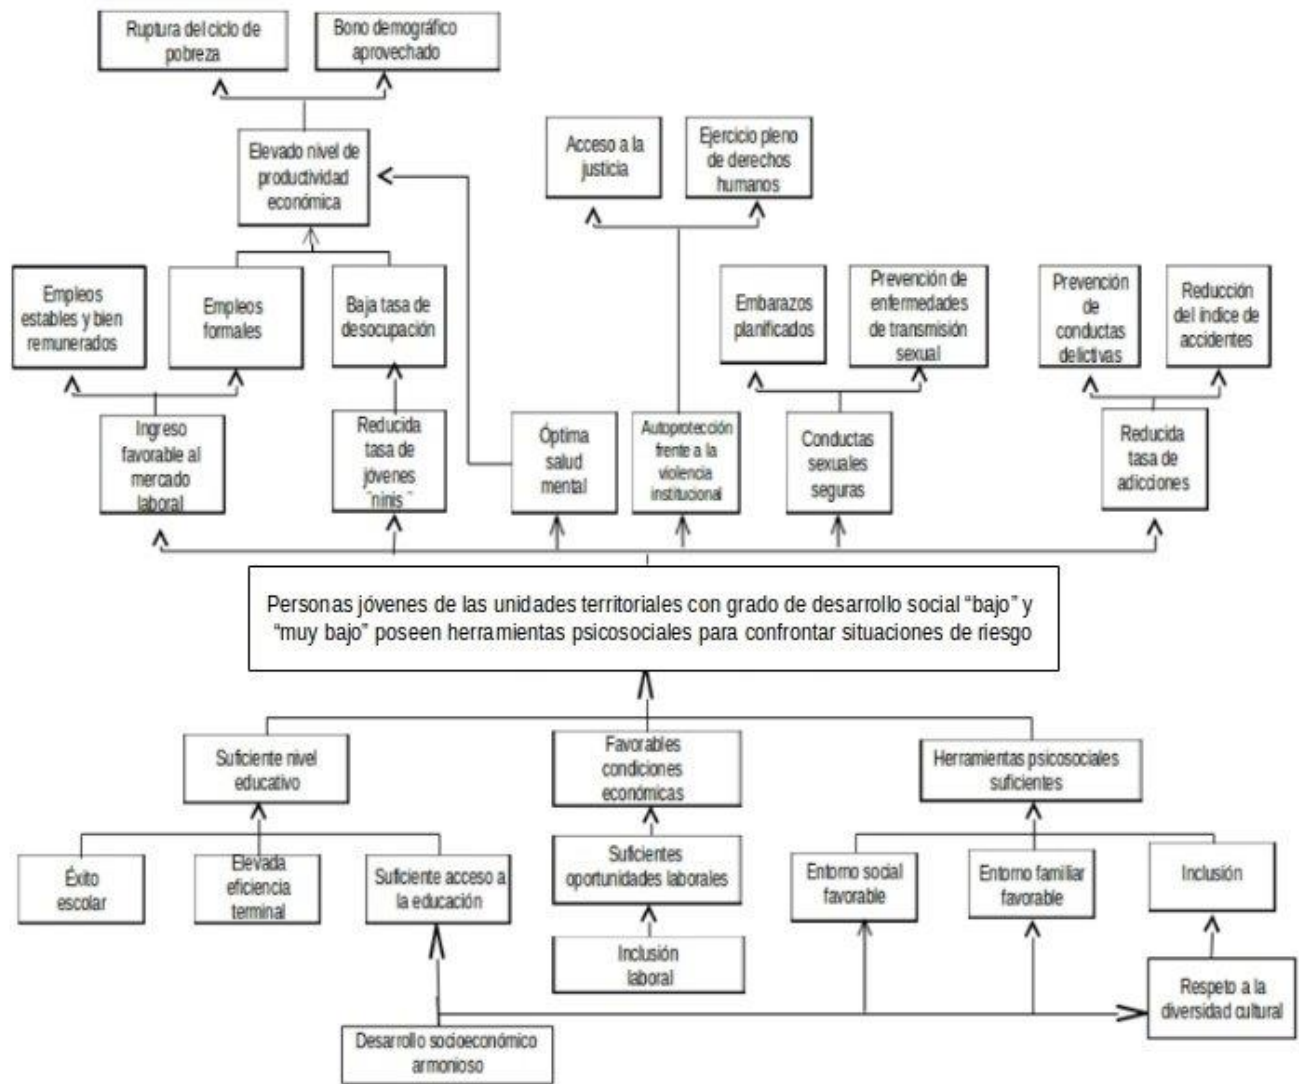 Ruptura del ciclo de
pobreza
Bono demográfico
aprovechado
Elevado nivel de
productividad
económica
Acceso a la
justicia
Ejercicio pleno
de derechos
humanos
Empleos
estables y bien
remunerados
Empleos
formales
Baja tasa de
desocupación
Embarazos
planificados
Prevención de
enfermedades
de transmisión
sexual
Prevención
de
conductas
delictivas
Reducción
del índice de
accidentes
Ingreso
favorable al
mercado
laboral
Reducida
tasa de
jóvenes
¨ninis¨
Óptima
salud
mental
Autoprotección
frente a la
violencia
institucional
Conductas
sexuales
seguras
Reducida
tasa de
adicciones
Personas jóvenes de las unidades territoriales con grado de desarrollo social “bajo” y
“muy bajo” poseen herramientas psicosociales para confrontar situaciones de riesgo
Suficiente nivel
educativo
Favorables
condiciones
económicas
Herramientas psicosociales
suficientes
Éxito
escolar
Elevada
eficiencia
terminal
Suficiente acceso a
la educación
Suficientes
oportunidades laborales
Entorno social
favorable
Entorno familiar
favorable
Inclusión
Inclusión
laboral
Respeto a la
diversidad cultural
Desarrollo socioeconómico
armonioso